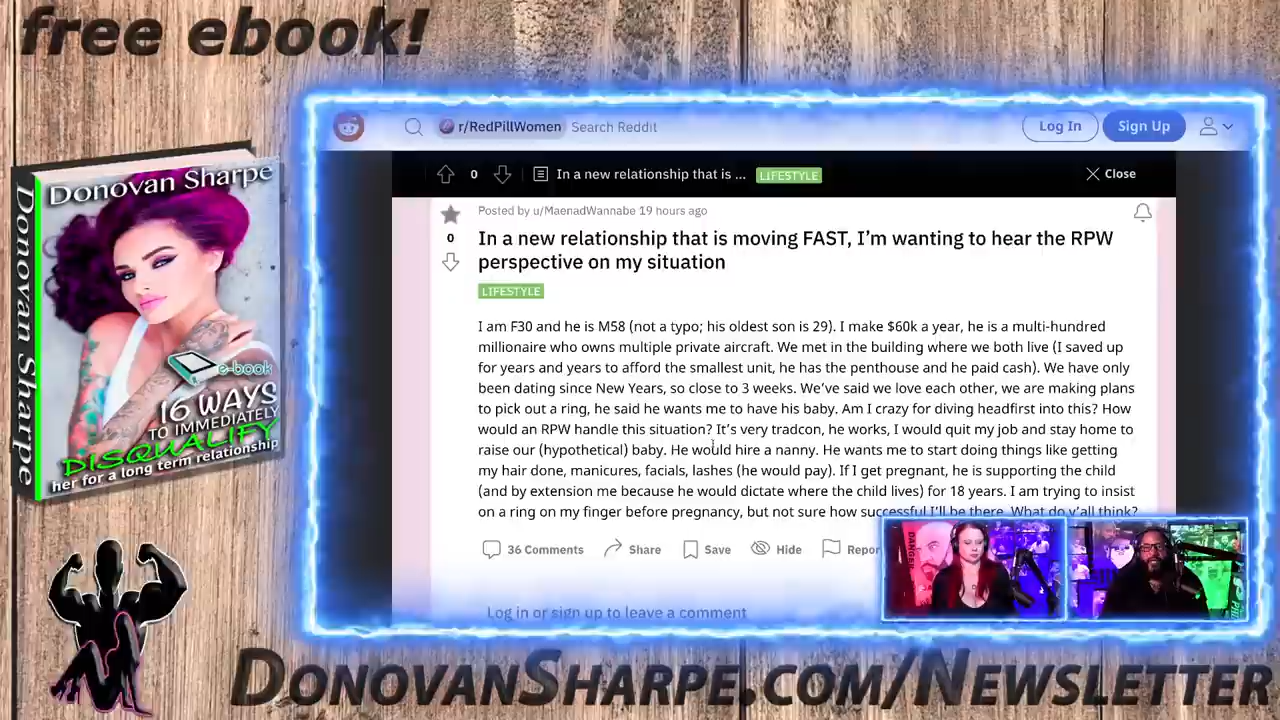 free ebook!
Donovan Sharpe
Donovan Sharpe
e-book
16 WAYS
TO IMMEDIATELY
DISQUALIFY
her for a long term relationship
r/RedPillWomen Search Reddit
Log In
Sign Up
0
In a new relationship that is ...
LIFESTYLE
Close
Posted by u/MaenadWannabe 19 hours ago
0
In a new relationship that is moving FAST, I’m wanting to hear the RPW
perspective on my situation
LIFESTYLE
I am F30 and he is M58 (not a typo; his oldest son is 29). I make $60k a year, he is a multi-hundred
millionaire who owns multiple private aircraft. We met in the building where we both live (I saved up
for years and years to afford the smallest unit, he has the penthouse and he paid cash). We have only
been dating since New Years, so close to 3 weeks. We’ve said we love each other, we are making plans
to pick out a ring, he said he wants me to have his baby. Am I crazy for diving headfirst into this? How
would an RPW handle this situation? It’s very tradcon, he works, I would quit my job and stay home to
raise our (hypothetical) baby. He would hire a nanny. He wants me to start doing things like getting
my hair done, manicures, facials, lashes (he would pay). If I get pregnant, he is supporting the child
(and by extension me because he would dictate where the child lives) for 18 years. I am trying to insist
on a ring on my finger before pregnancy, but not sure how successful I’ll be there. What do y’all think?
36 Comments
Share
Save
Hide
Repor
Log in or sign up to leave a comment
DANGER
DonovanSharpe.com/Newsletter